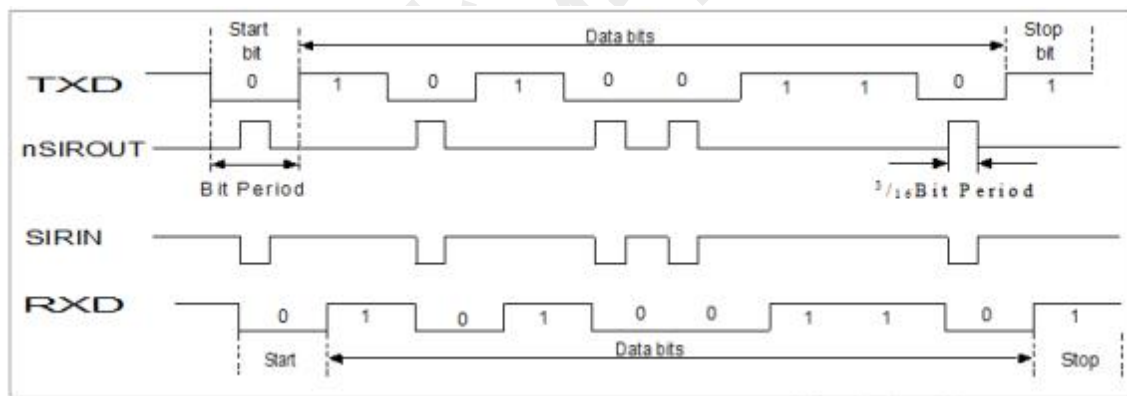 Start bit Data bits Stop bit
TXD 0 1 0 1 0 0 1 1 0 1
nSIROUT
Bit Period 3/16Bit Period
SIRIN
RXD 0 1 0 1 0 0 1 1 0 1
Start Data bits Stop